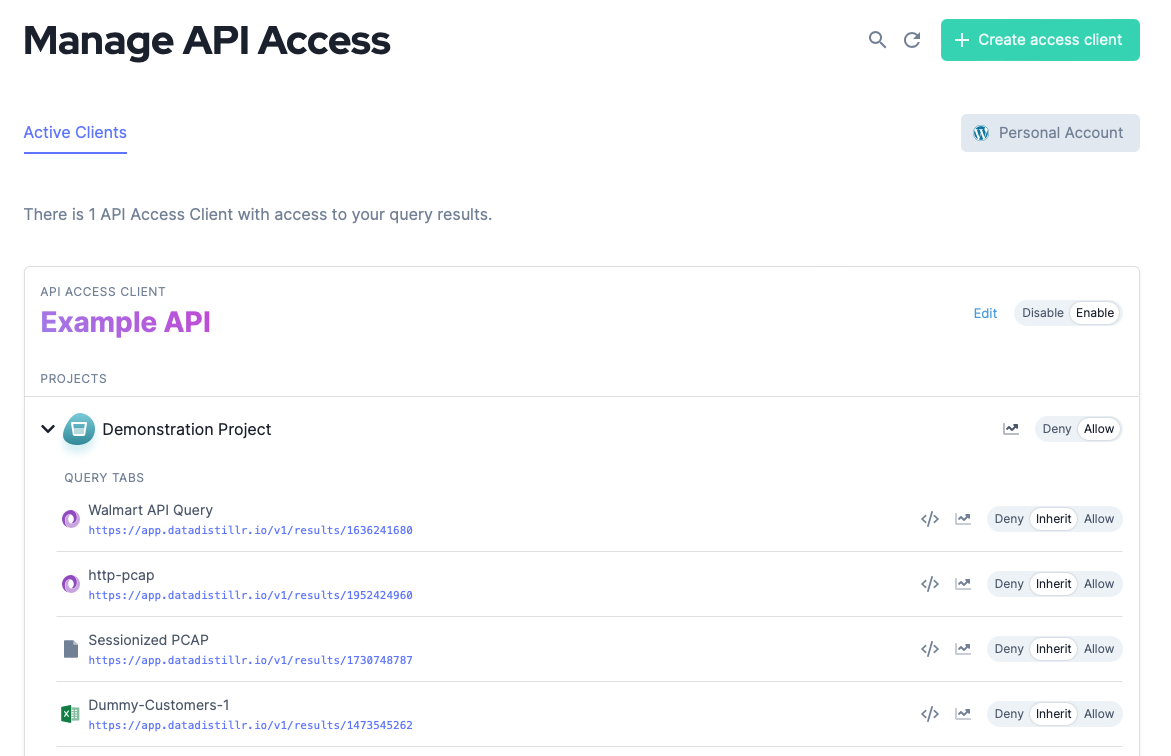 Manage API Access
Create access client
Active Clients
Personal Account
There is 1 API Access Client with access to your query results.
API ACCESS CLIENT
Example API
Edit Disable Enable
PROJECTS
Demonstration Project
Deny Allow
QUERY TABS
Walmart API Query
https://app.datadistillr.io/v1/results/1636241680
Deny Inherit Allow
http-pcap
https://app.datadistillr.io/v1/results/1952424960
Deny Inherit Allow
Sessionized PCAP
https://app.datadistillr.io/v1/results/1730748787
Deny Inherit Allow
Dummy-Customers-1
https://app.datadistillr.io/v1/results/1473545262
Deny Inherit Allow